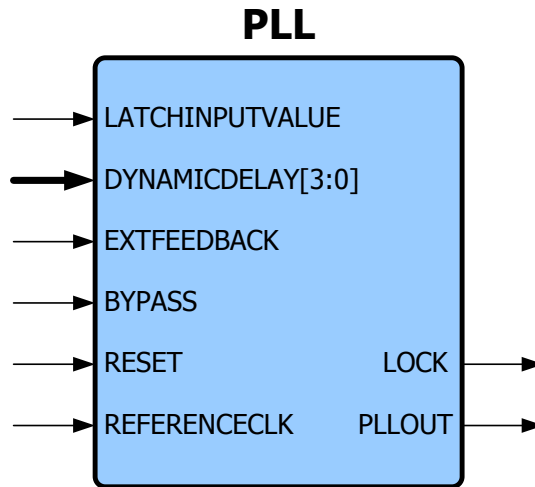 PLL
LATCHINPUTVALUE
DYNAMICDELAY[3:0]
EXTFEEDBACK
BYPASS
RESET LOCK
REFERENCECLK PLLOUT